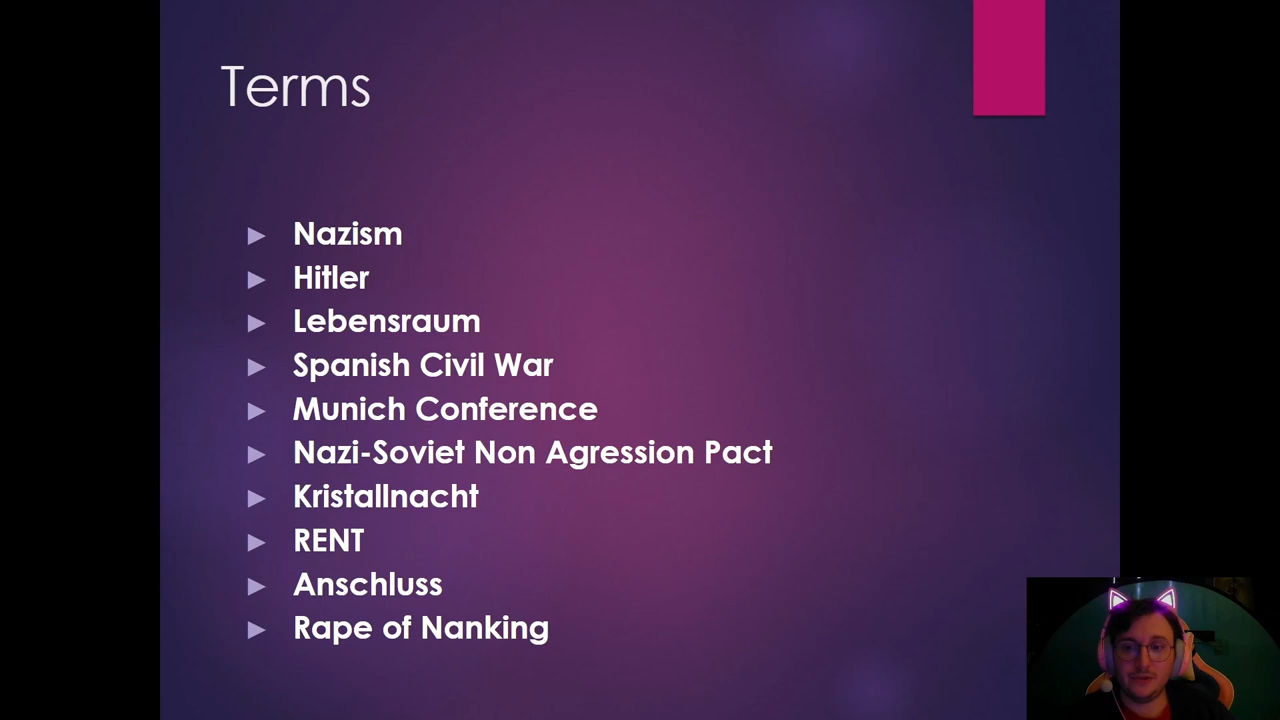 Terms
Nazism
Hitler
Lebensraum
Spanish Civil War
Munich Conference
Nazi-Soviet Non Agression Pact
Kristallnacht
RENT
Anschluss
Rape of Nanking